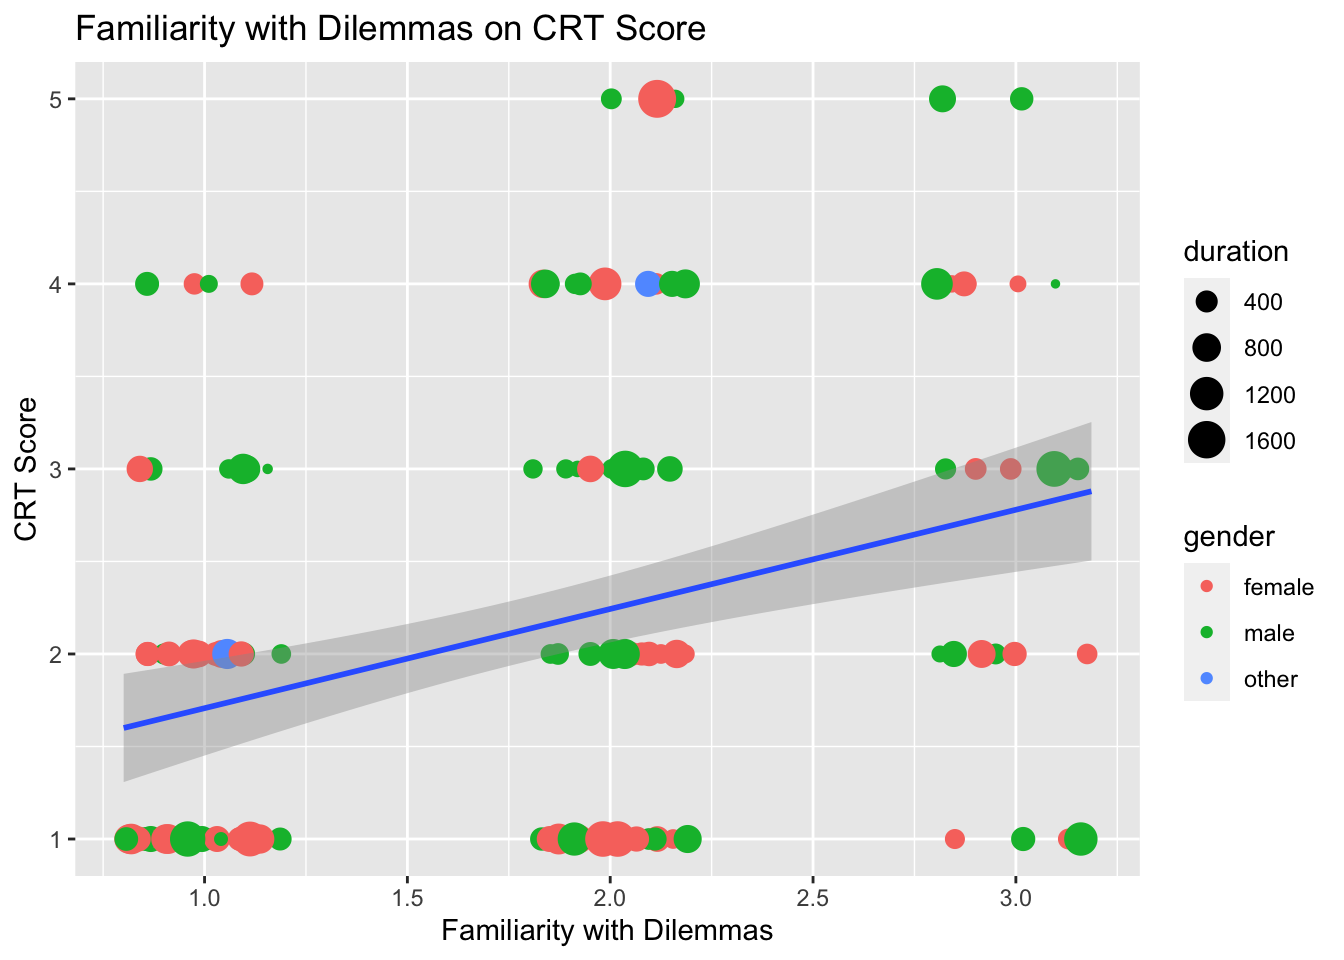 Familiarity with Dilemmas on CRT Score
5
4
3
2
1
CRT Score
1.0 1.5 2.0 2.5 3.0
Familiarity with Dilemmas
duration
400
800
1200
1600
gender
female
male
other